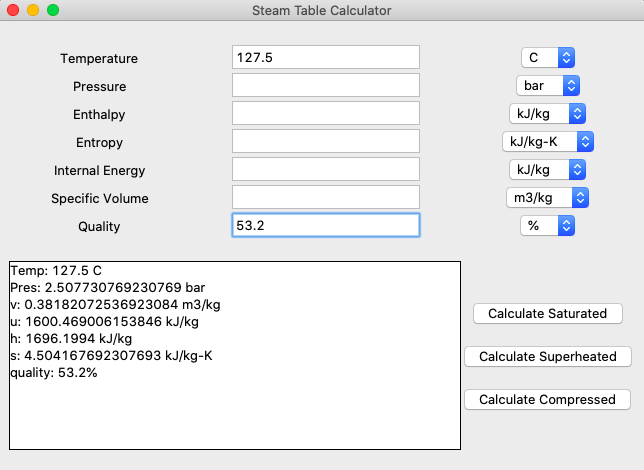 Steam Table Calculator
Temperature 127.5 C
Pressure bar
Enthalpy kJ/kg
Entropy kJ/kg-K
Internal Energy kJ/kg
Specific Volume m3/kg
Quality 53.2 %
Temp: 127.5 C
Pres: 2.507730769230769 bar
v: 0.38182072536923084 m3/kg
u: 1600.469006153846 kJ/kg
h: 1696.1994 kJ/kg
s: 4.504167692307693 kJ/kg-K
quality: 53.2%
Calculate Saturated
Calculate Superheated
Calculate Compressed